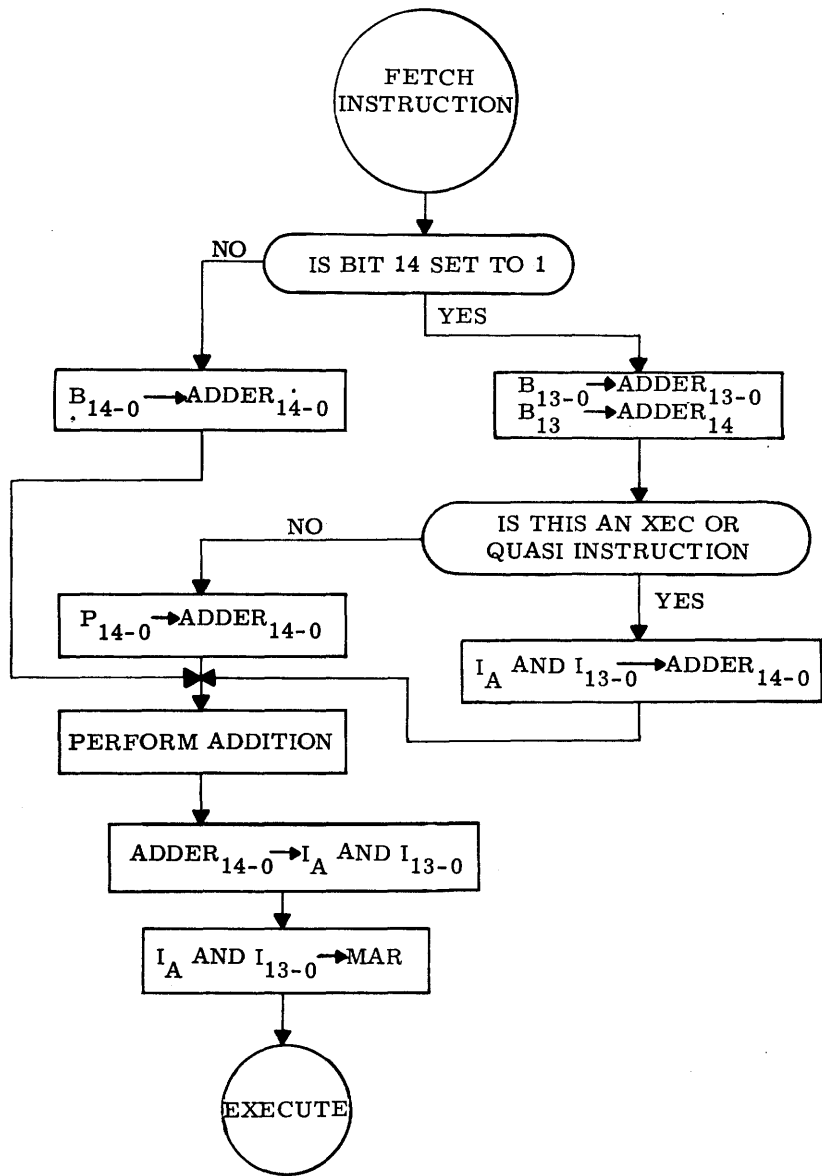 FETCH
INSTRUCTION
IS BIT 14 SET TO 1
NO
YES
B14-0 → ADDER14-0
B13-0 → ADDER13-0
B13 → ADDER14
IS THIS AN XEC OR
QUASI INSTRUCTION
NO
YES
P14-0 → ADDER14-0
IA AND I13-0 → ADDER14-0
PERFORM ADDITION
ADDER14-0 → IA AND I13-0
IA AND I13-0 → MAR
EXECUTE